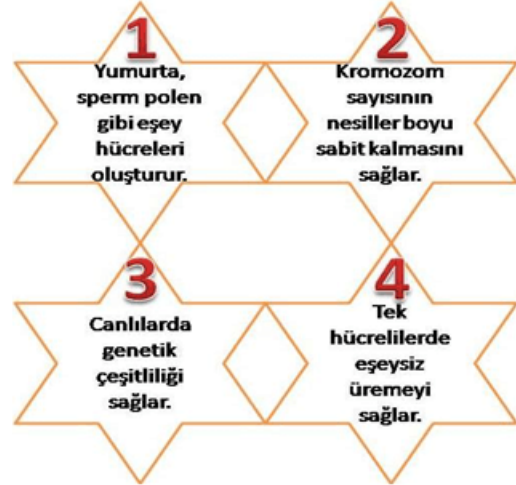 1
Yumurta,
sperm polen
gibi eşey
hücreleri
oluşturur.
2
Kromozom
sayısının
nesiller boyu
sabit kalmasını
sağlar.
3
Canlılarda
genetik
çeşitliliği
sağlar.
4
Tek
hücrelilerde
eşeysiz
üremeyi
sağlar.